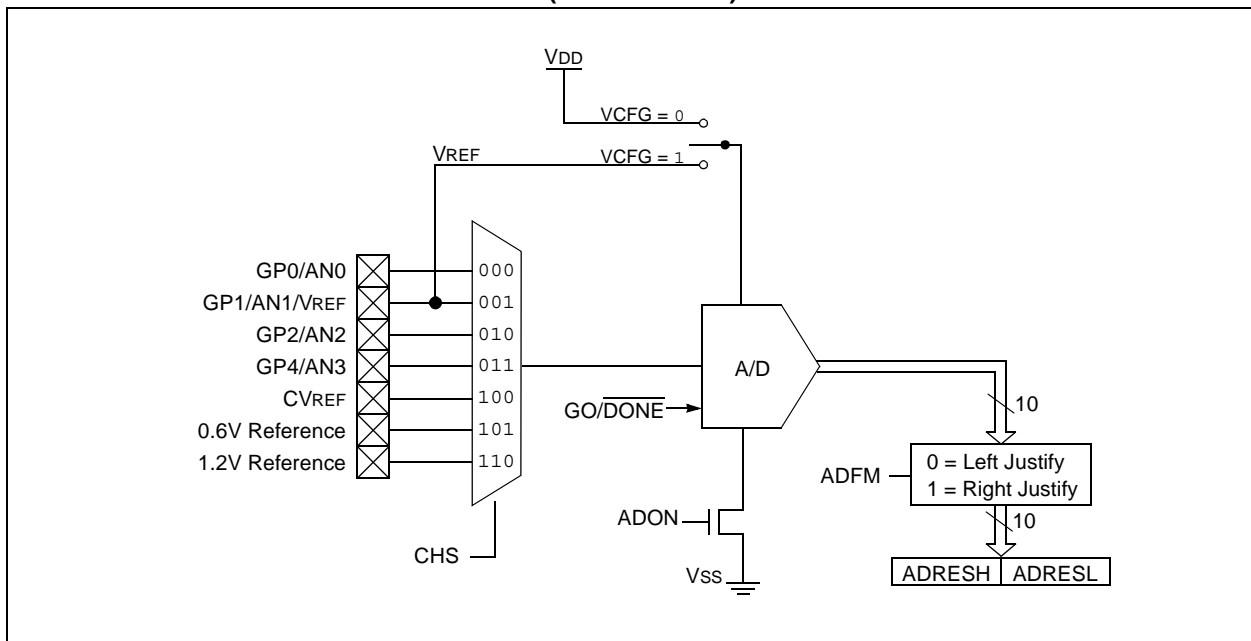 VDD
VCFG = 0
VREF
VCFG = 1
GP0/AN0
000
GP1/AN1/VREF
001
GP2/AN2
010
GP4/AN3
011
A/D
CVREF
100
GO/DONE
10
0.6V Reference
101
1.2V Reference
110
ADFM
0 = Left Justify
1 = Right Justify
ADON
10
CHS
VSS
ADRESH
ADRESL